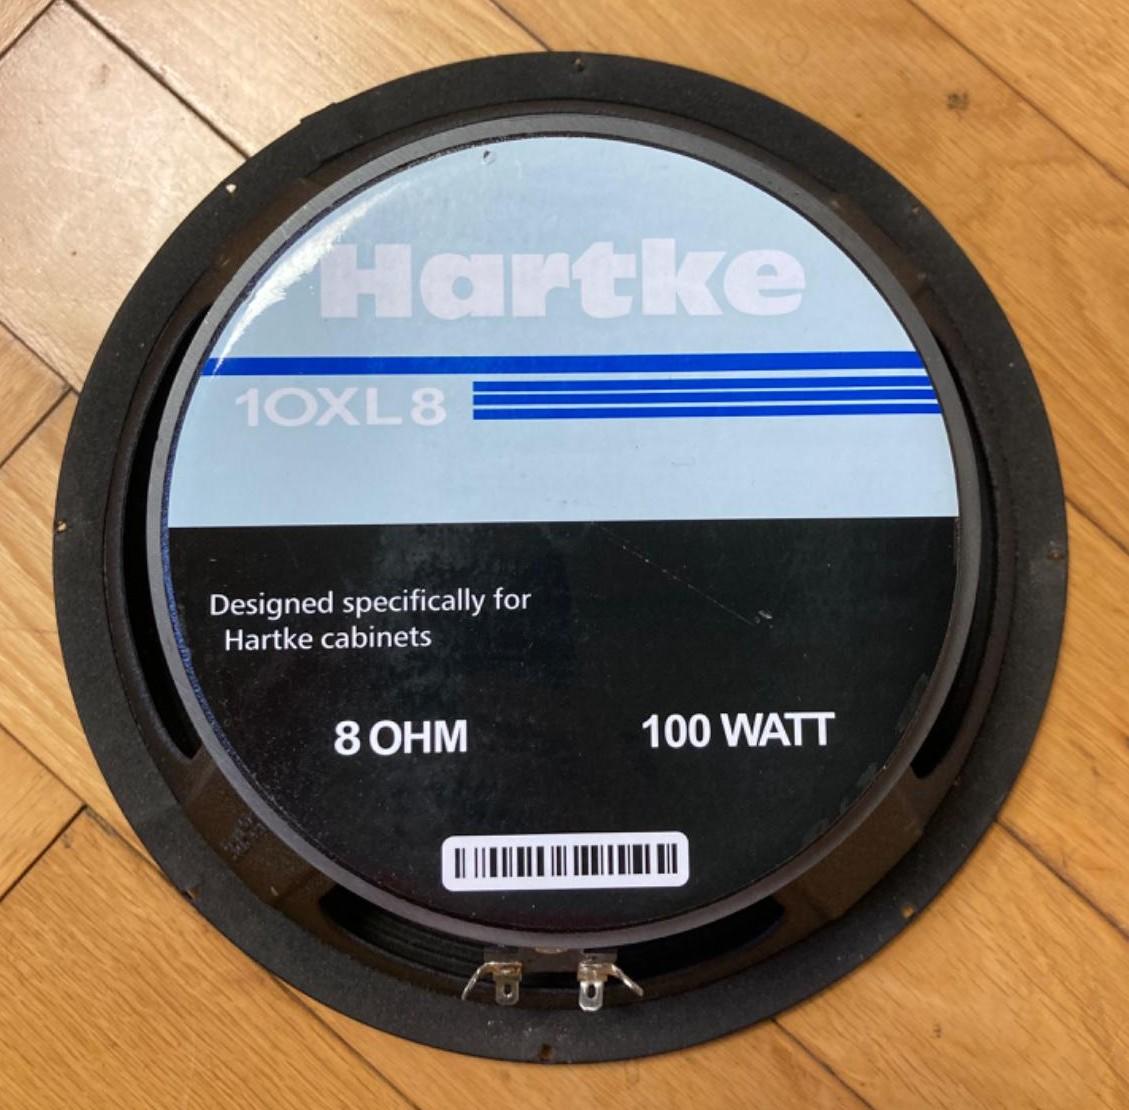 Hartke
10XL8
Designed specifically for
Hartke cabinets
8 OHM
100 WATT